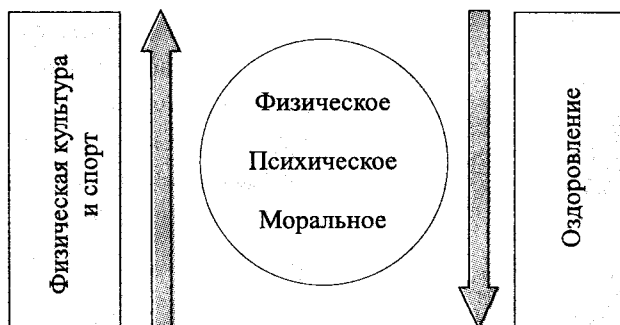 Физическая культура
и спорт
Физическое
Психическое
Моральное
Оздоровление